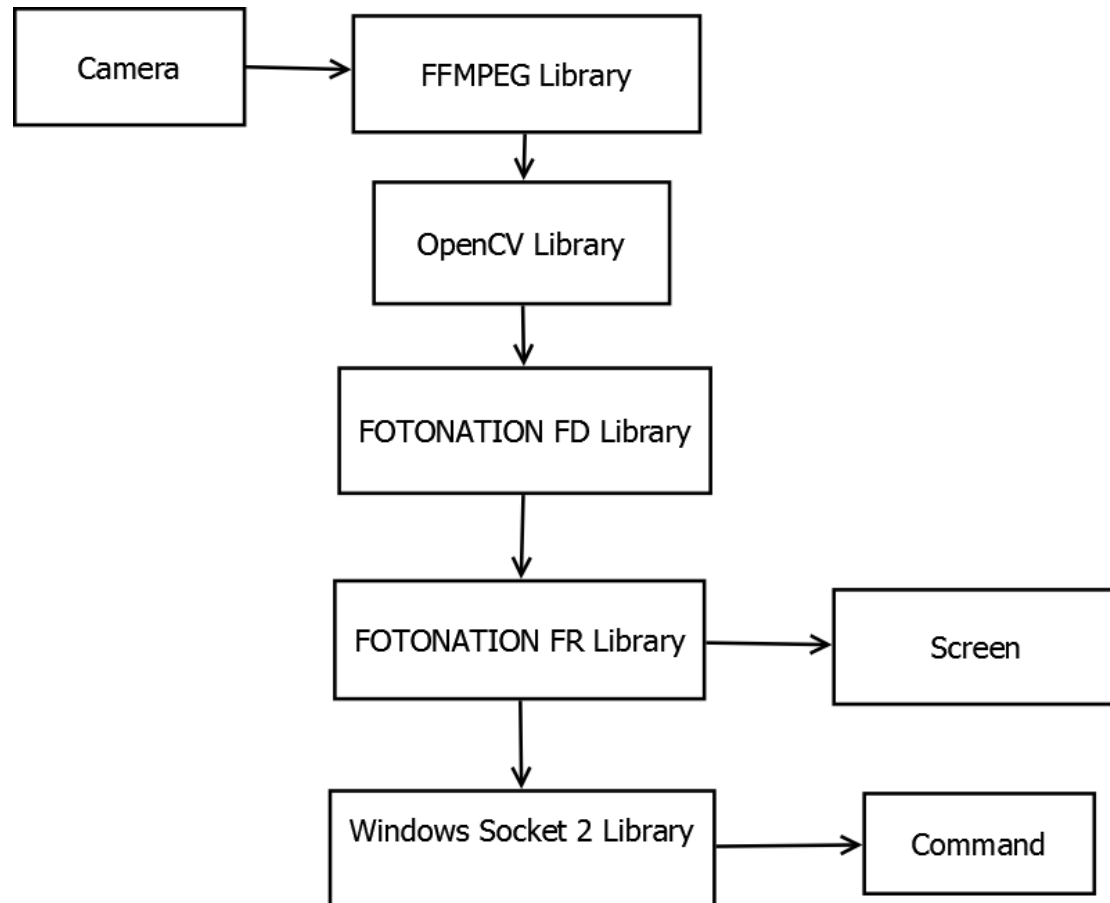 Camera
FFMPEG Library
OpenCV Library
FOTONATION FD Library
FOTONATION FR Library
Screen
Windows Socket 2 Library
Command